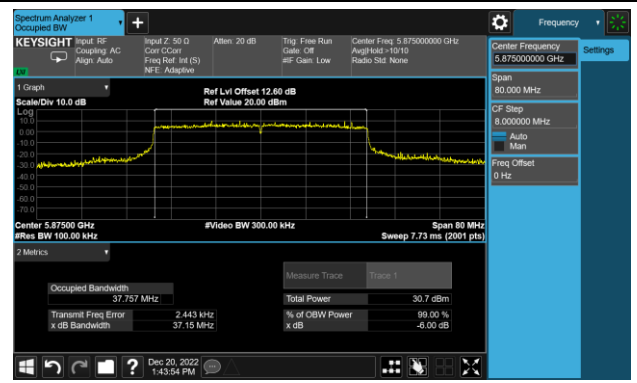 Spectrum Analyzer 1
Occupied BW
Frequency
KEYSIGHT
Input: RF
Coupling: AC
Align: Auto
Input Z: 50 Ω
Corr CCorr
Freq Ref: Int (S)
NFE: Adaptive
Atten: 20 dB
Trig: Free Run
Gate: Off
#IF Gain: Low
Center Freq: 5.875000000 GHz
Avg|Hold:>10/10
Radio Std: None
Center Frequency
5.875000000 GHz
Settings
Span
80.000 MHz
CF Step
8.000000 MHz
Auto
Man
Freq Offset
0 Hz
1 Graph
Scale/Div 10.0 dB
Ref Lvl Offset 12.60 dB
Ref Value 20.00 dBm
Log
10.0
0.00
-10.0
-20.0
-30.0
-40.0
-50.0
-60.0
-70.0
Center 5.87500 GHz
#Video BW 300.00 kHz
Span 80 MHz
#Res BW 100.00 kHz
Sweep 7.73 ms (2001 pts)
2 Metrics
Measure Trace
Trace 1
Occupied Bandwidth
37.757 MHz
Total Power
30.7 dBm
Transmit Freq Error
2.443 kHz
% of OBW Power
99.00 %
x dB Bandwidth
37.15 MHz
x dB
-6.00 dB
?
Dec 20, 2022
1:43:54 PM